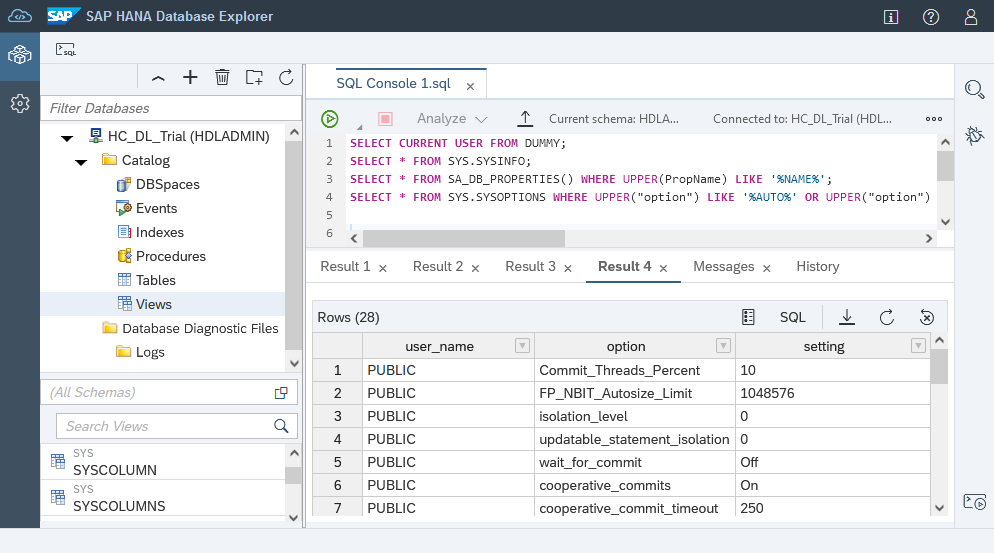 SAP SAP HANA Database Explorer
SQL
Filter Databases
HC_DL_Trial (HDLADMIN)
Catalog
DBSpaces
Events
Indexes
Procedures
Tables
Views
Database Diagnostic Files
Logs
(All Schemas)
Search Views
SYS
SYSCOLUMN
SYS
SYSCOLUMNS
SQL Console 1.sql
Analyze Current schema: HDLA... Connected to: HC_DL_Trial (HDL...
1 SELECT CURRENT USER FROM DUMMY;
2 SELECT * FROM SYS.SYSINFO;
3 SELECT * FROM SA_DB_PROPERTIES() WHERE UPPER(PropName) LIKE '%NAME%';
4 SELECT * FROM SYS.SYSOPTIONS WHERE UPPER("option") LIKE '%AUTO%' OR UPPER("option")
5
6
Result 1 Result 2 Result 3 Result 4 Messages History
Rows (28) SQL
user_name option setting
1 PUBLIC Commit_Threads_Percent 10
2 PUBLIC FP_NBIT_Autosize_Limit 1048576
3 PUBLIC isolation_level 0
4 PUBLIC updatable_statement_isolation 0
5 PUBLIC wait_for_commit Off
6 PUBLIC cooperative_commits On
7 PUBLIC cooperative_commit_timeout 250